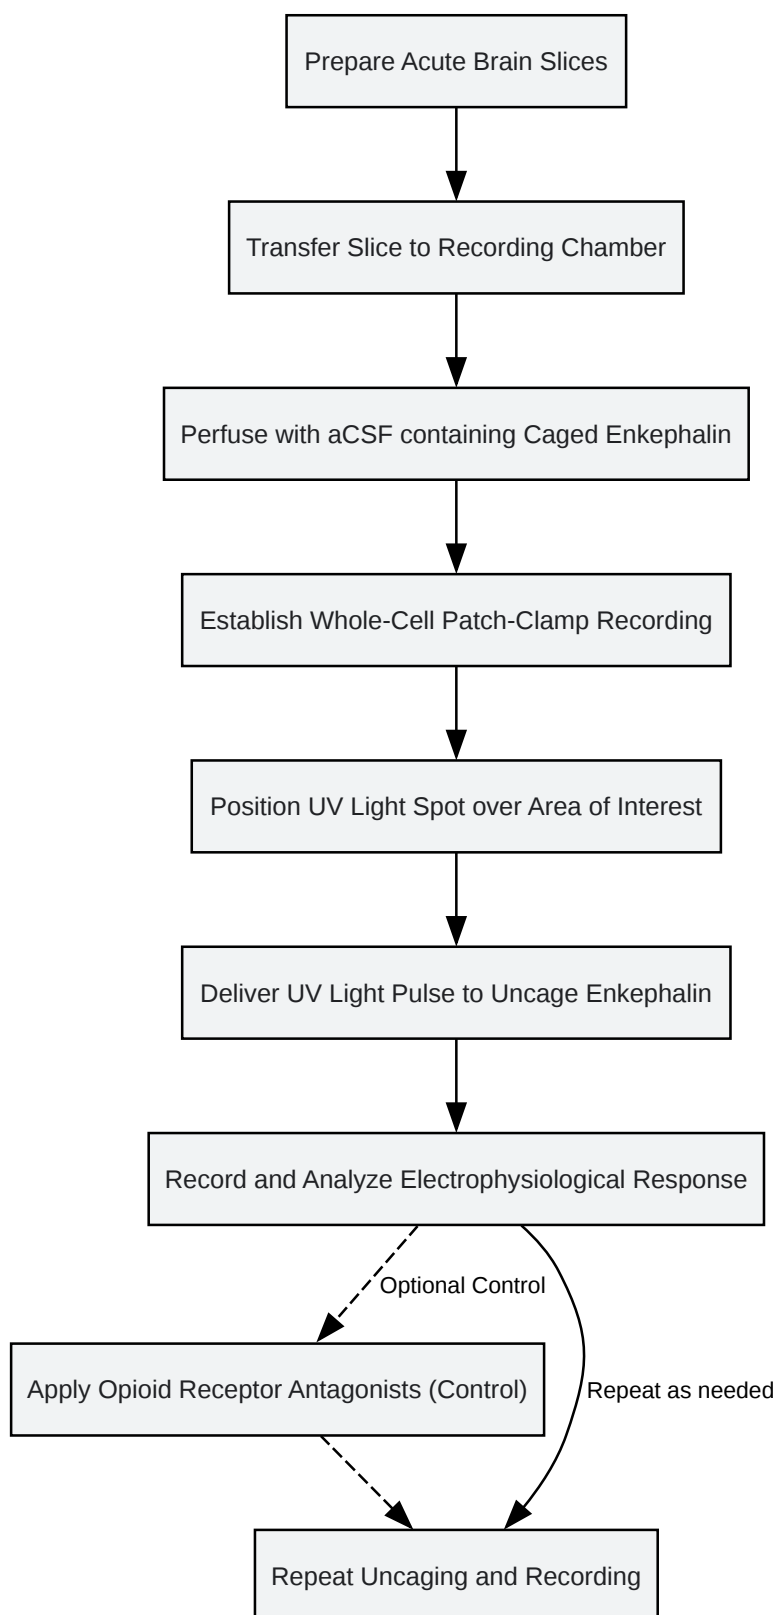 Prepare Acute Brain Slices
Transfer Slice to Recording Chamber
Perfuse with aCSF containing Caged Enkephalin
Establish Whole-Cell Patch-Clamp Recording
Position UV Light Spot over Area of Interest
Deliver UV Light Pulse to Uncage Enkephalin
Record and Analyze Electrophysiological Response
Optional Control
Apply Opioid Receptor Antagonists (Control)
Repeat as needed
Repeat Uncaging and Recording